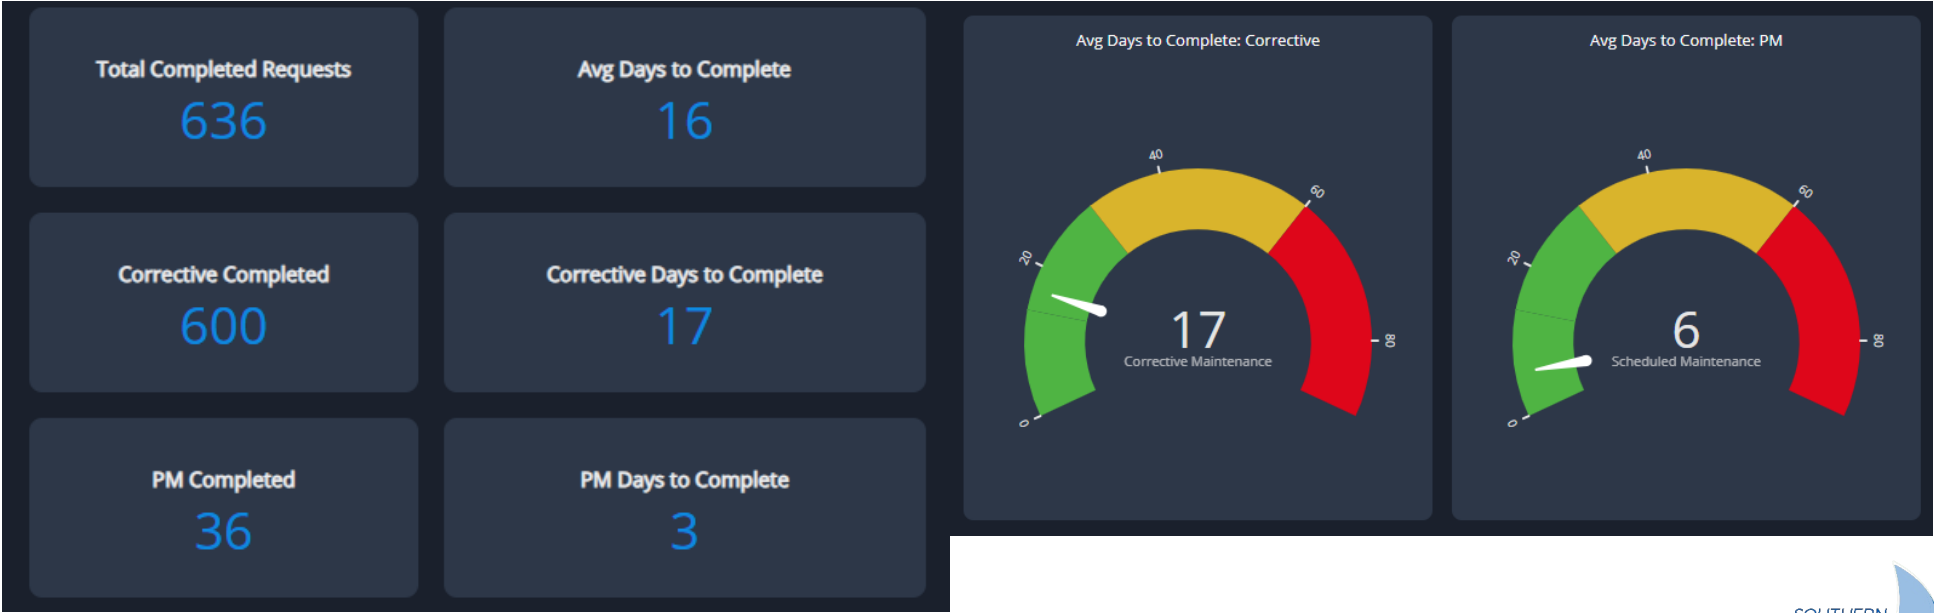 Total Completed Requests
636
Avg Days to Complete
16
Corrective Completed
600
Corrective Days to Complete
17
PM Completed
36
PM Days to Complete
3
Avg Days to Complete: Corrective
0
20
40
60
80
17
Corrective Maintenance
Avg Days to Complete: PM
0
20
40
60
80
6
Scheduled Maintenance
SOUTHERN